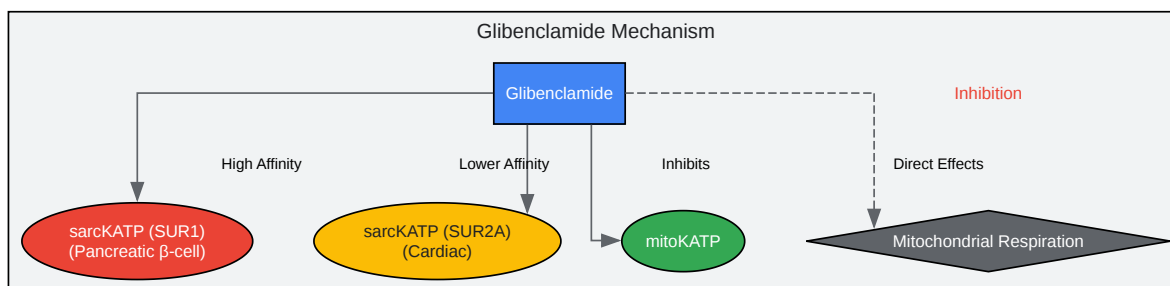 Glibenclamide Mechanism
Glibenclamide
Inhibition
High Affinity
Lower Affinity
Inhibits
Direct Effects
sarcKATP (SUR1)
(Pancreatic β-cell)
sarcKATP (SUR2A)
(Cardiac)
mitoKATP
Mitochondrial Respiration